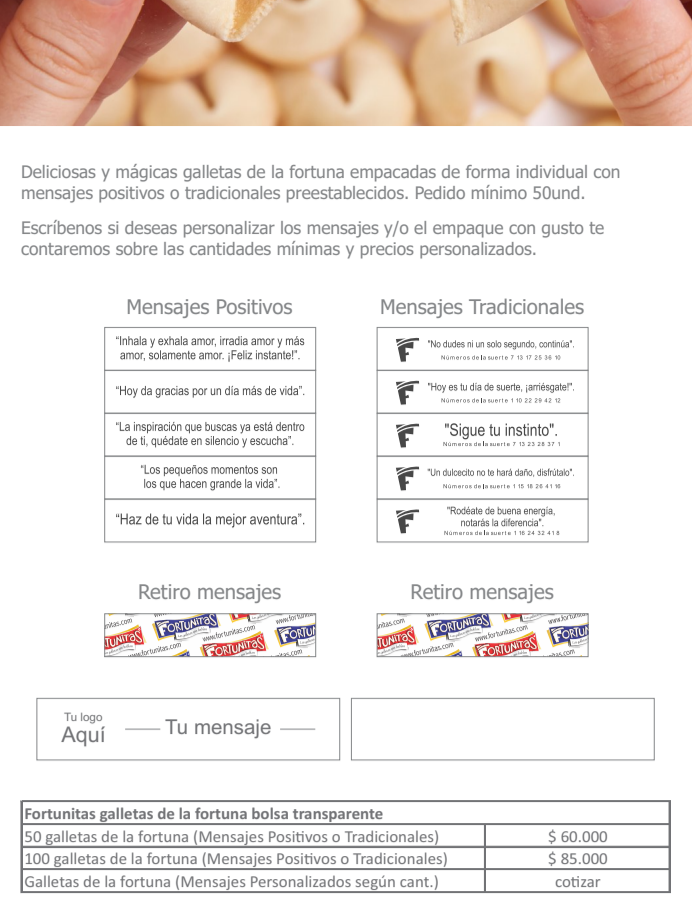 Deliciosas y mágicas galletas de la fortuna empacadas de forma individual con
mensajes positivos o tradicionales preestablecidos. Pedido mínimo 50und.
Escríbenos si deseas personalizar los mensajes y/o el empaque con gusto te
contaremos sobre las cantidades mínimas y precios personalizados.
Mensajes Positivos
“Inhala y exhala amor, irradia amor y más
amor, solamente amor. ¡Feliz instante!”.
“Hoy da gracias por un día más de vida”.
“La inspiración que buscas ya está dentro
de ti, quédate en silencio y escucha”.
“Los pequeños momentos son
los que hacen grande la vida”.
“Haz de tu vida la mejor aventura”.
Mensajes Tradicionales
"No dudes ni un solo segundo, continúa".
Números de la suerte 7 13 17 25 36 10
"Hoy es tu día de suerte, ¡arriésgate!".
Números de la suerte 1 10 22 29 42 12
"Sigue tu instinto".
Números de la suerte 7 13 23 28 37 1
"Un dulcecito no te hará daño, disfrútalo".
Números de la suerte 1 15 18 26 41 16
"Rodéate de buena energía,
notarás la diferencia".
Números de la suerte 1 16 24 32 41 8
Retiro mensajes
FORTUNITAS
www.fortunitas.com
FORTUNITAS
Retiro mensajes
FORTUNITAS
www.fortunitas.com
FORTUNITAS
Tu logo
Aquí
Tu mensaje
Fortunitas galletas de la fortuna bolsa transparente
50 galletas de la fortuna (Mensajes Positivos o Tradicionales) $ 60.000
100 galletas de la fortuna (Mensajes Positivos o Tradicionales) $ 85.000
Galletas de la fortuna (Mensajes Personalizados según cant.) cotizar